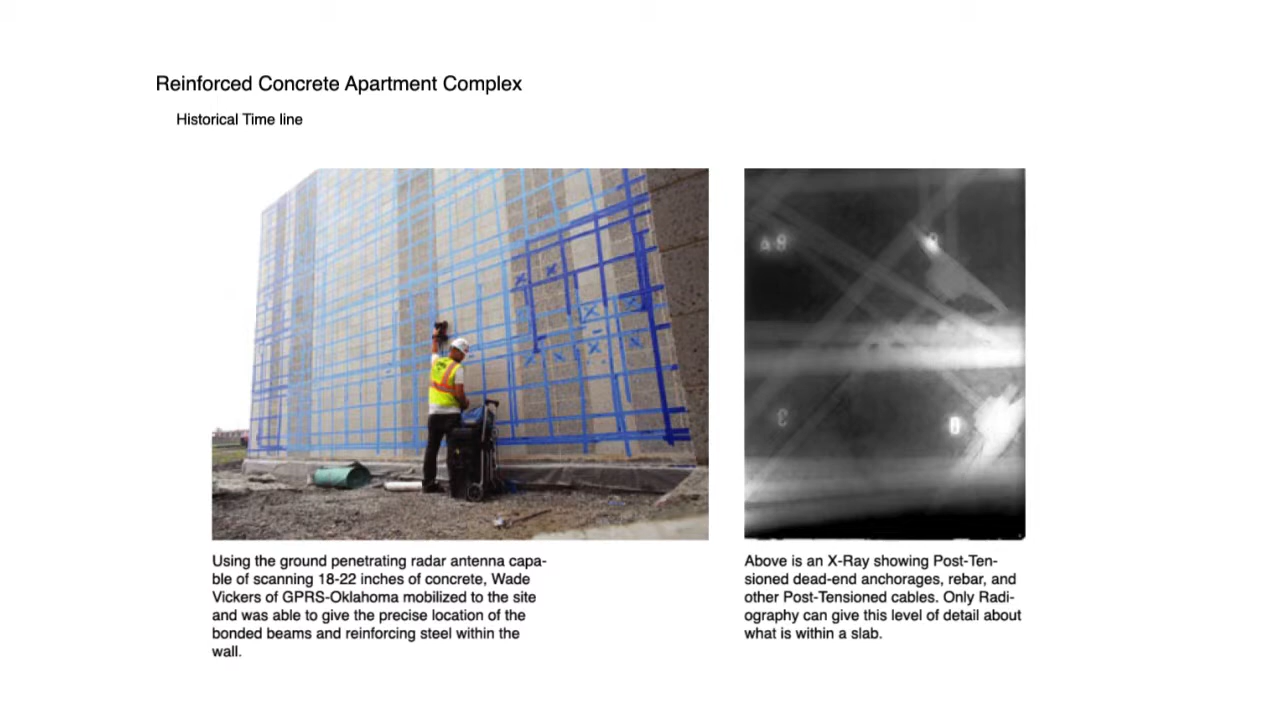 Reinforced Concrete Apartment Complex
Historical Time line
Using the ground penetrating radar antenna capa-
ble of scanning 18-22 inches of concrete, Wade
Vickers of GPRS-Oklahoma mobilized to the site
and was able to give the precise location of the
bonded beams and reinforcing steel within the
wall.
Above is an X-Ray showing Post-Ten-
sioned dead-end anchorages, rebar, and
other Post-Tensioned cables. Only Radi-
ography can give this level of detail about
what is within a slab.